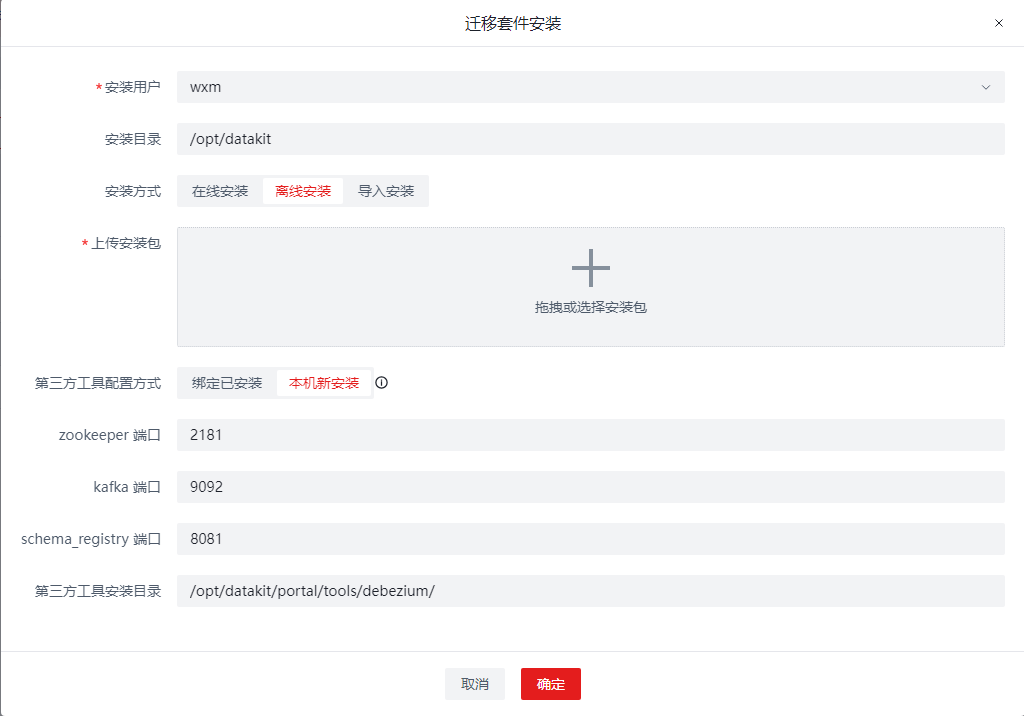 迁移套件安装
*安装用户 wxm
安装目录 /opt/datakit
安装方式 在线安装 离线安装 导入安装
*上传安装包
拖拽或选择安装包
第三方工具配置方式 绑定已安装 本机新安装
zookeeper 端口 2181
kafka 端口 9092
schema_registry 端口 8081
第三方工具安装目录 /opt/datakit/portal/tools/debezium/
取消 确定